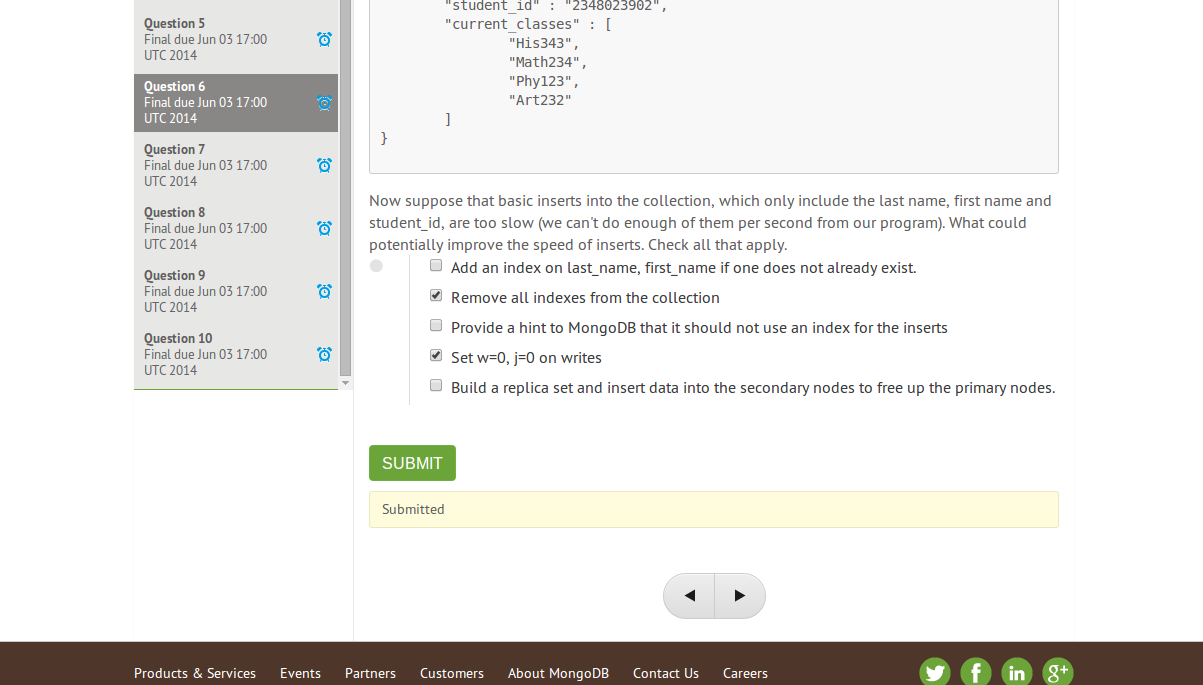 Question 5
Final due Jun 03 17:00
UTC 2014
Question 6
Final due Jun 03 17:00
UTC 2014
Question 7
Final due Jun 03 17:00
UTC 2014
Question 8
Final due Jun 03 17:00
UTC 2014
Question 9
Final due Jun 03 17:00
UTC 2014
Question 10
Final due Jun 03 17:00
UTC 2014
"student_id" : "2348023902",
"current_classes" : [
"His343",
"Math234",
"Phy123",
"Art232"
]
}
Now suppose that basic inserts into the collection, which only include the last name, first name and
student_id, are too slow (we can't do enough of them per second from our program). What could
potentially improve the speed of inserts. Check all that apply.
Add an index on last_name, first_name if one does not already exist.
Remove all indexes from the collection
Provide a hint to MongoDB that it should not use an index for the inserts
Set w=0, j=0 on writes
Build a replica set and insert data into the secondary nodes to free up the primary nodes.
SUBMIT
Submitted
Products & Services Events Partners Customers About MongoDB Contact Us Careers